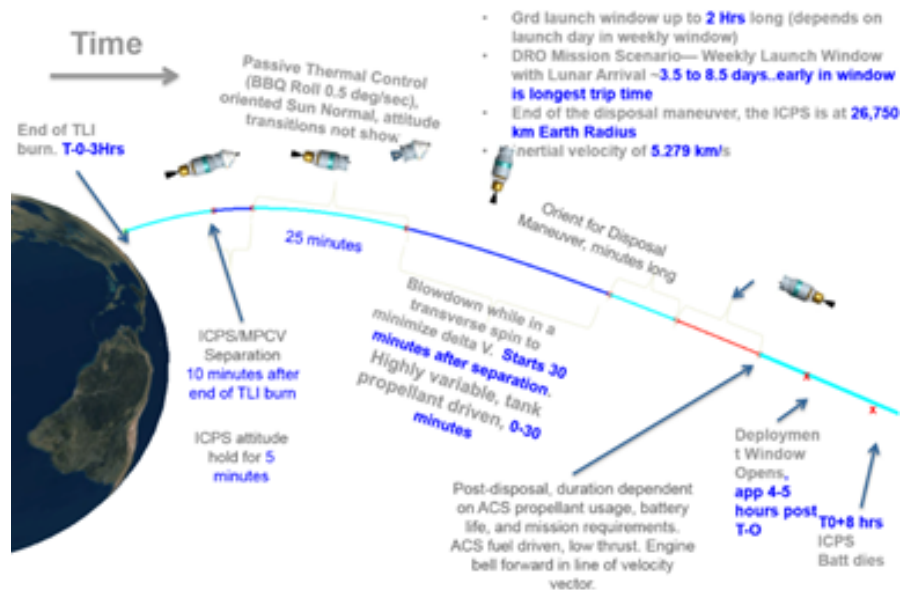 Time
• Grd launch window up to 2 Hrs long (depends on
launch day in weekly window)
• DRO Mission Scenario— Weekly Launch Window
with Lunar Arrival ~3.5 to 8.5 days..early in window
is longest trip time
• End of the disposal maneuver, the ICPS is at 26,750
km Earth Radius
• nertial velocity of 5.279 km/s
Passive Thermal Control
(BBQ Roll 0.5 deg/sec),
oriented Sun Normal, attitude
transitions not show
End of TLI
burn. T-0-3Hrs
25 minutes
Orient for Disposal
Maneuver, minutes long
ICPS/MPCV
Separation
10 minutes after
end of TLI burn
ICPS attitude
hold for 5
minutes
Blowdown while in a
transverse spin to
minimize delta V. Starts 30
minutes after separation.
Highly variable, tank
propellant driven, 0-30
minutes
Post-disposal, duration dependent
on ACS propellant usage, battery
life, and mission requirements.
ACS fuel driven, low thrust. Engine
bell forward in line of velocity
vector.
Deploymen
t Window
Opens,
app 4-5
hours post
T-O
x
x
T0+8 hrs
ICPS
Batt dies